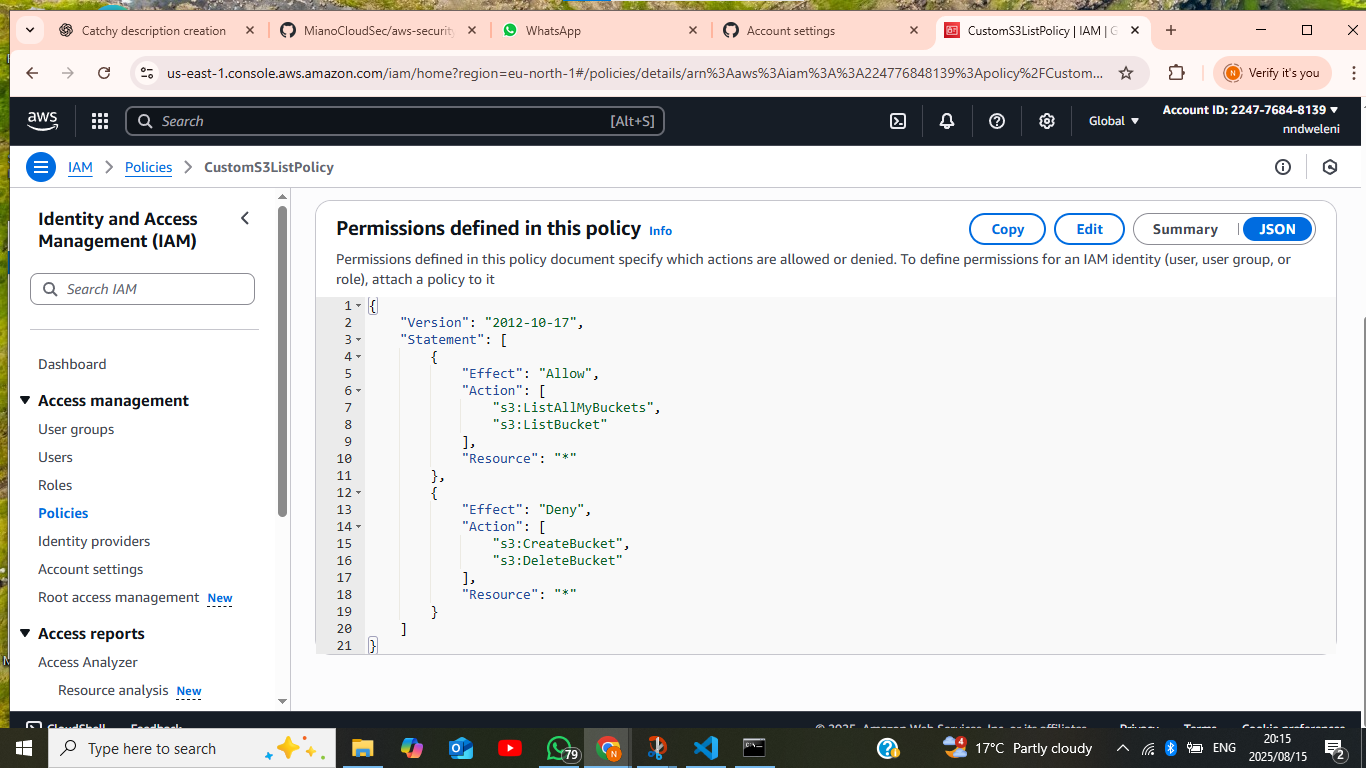 Catchy description creation
MianoCloudSec/aws-security
WhatsApp
Account settings
CustomS3ListPolicy | IAM | G
us-east-1.console.aws.amazon.com/iam/home?region=eu-north-1#/policies/details/arn%3Aaws%3Aiam%3A%3A224776848139%3Apolicy%2FCustom...
N
Verify it's you
aws
Search
[Alt+S]
Global
Account ID: 2247-7684-8139
nndweleni
IAM
Policies
CustomS3ListPolicy
Identity and Access
Management (IAM)
Search IAM
Dashboard
Access management
User groups
Users
Roles
Policies
Identity providers
Account settings
Root access management New
Access reports
Access Analyzer
Resource analysis New
Permissions defined in this policy Info
Copy
Edit
Summary
JSON
Permissions defined in this policy document specify which actions are allowed or denied. To define permissions for an IAM identity (user, user group, or
role), attach a policy to it
1 {
2 "Version": "2012-10-17",
3 "Statement": [
4 {
5 "Effect": "Allow",
6 "Action": [
7 "s3:ListAllMyBuckets",
8 "s3:ListBucket"
9 ],
10 "Resource": "*"
11 },
12 {
13 "Effect": "Deny",
14 "Action": [
15 "s3:CreateBucket",
16 "s3:DeleteBucket"
17 ],
18 "Resource": "*"
19 }
20 ]
21 }
CloudShell
Feedback
© 2025, Amazon Web Services, Inc. or its affiliates.
Privacy
Terms
Cookie preferences
Type here to search
79
N
4
17°C Partly cloudy
ENG
20:15
2025/08/15
2